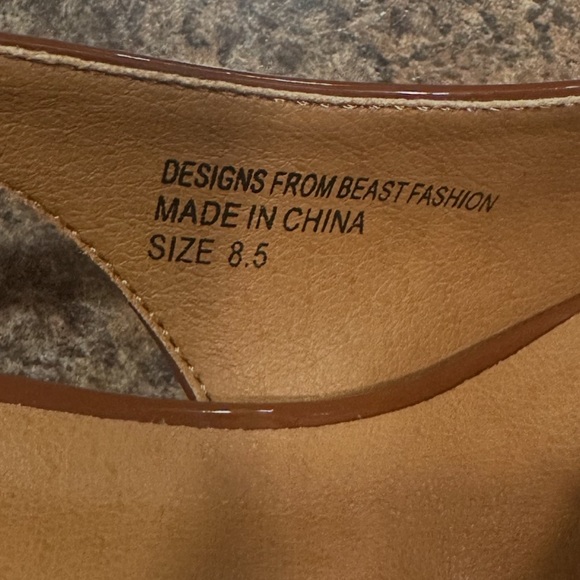 DESIGNS FROM BEAST FASHION
MADE IN CHINA
SIZE 8.5